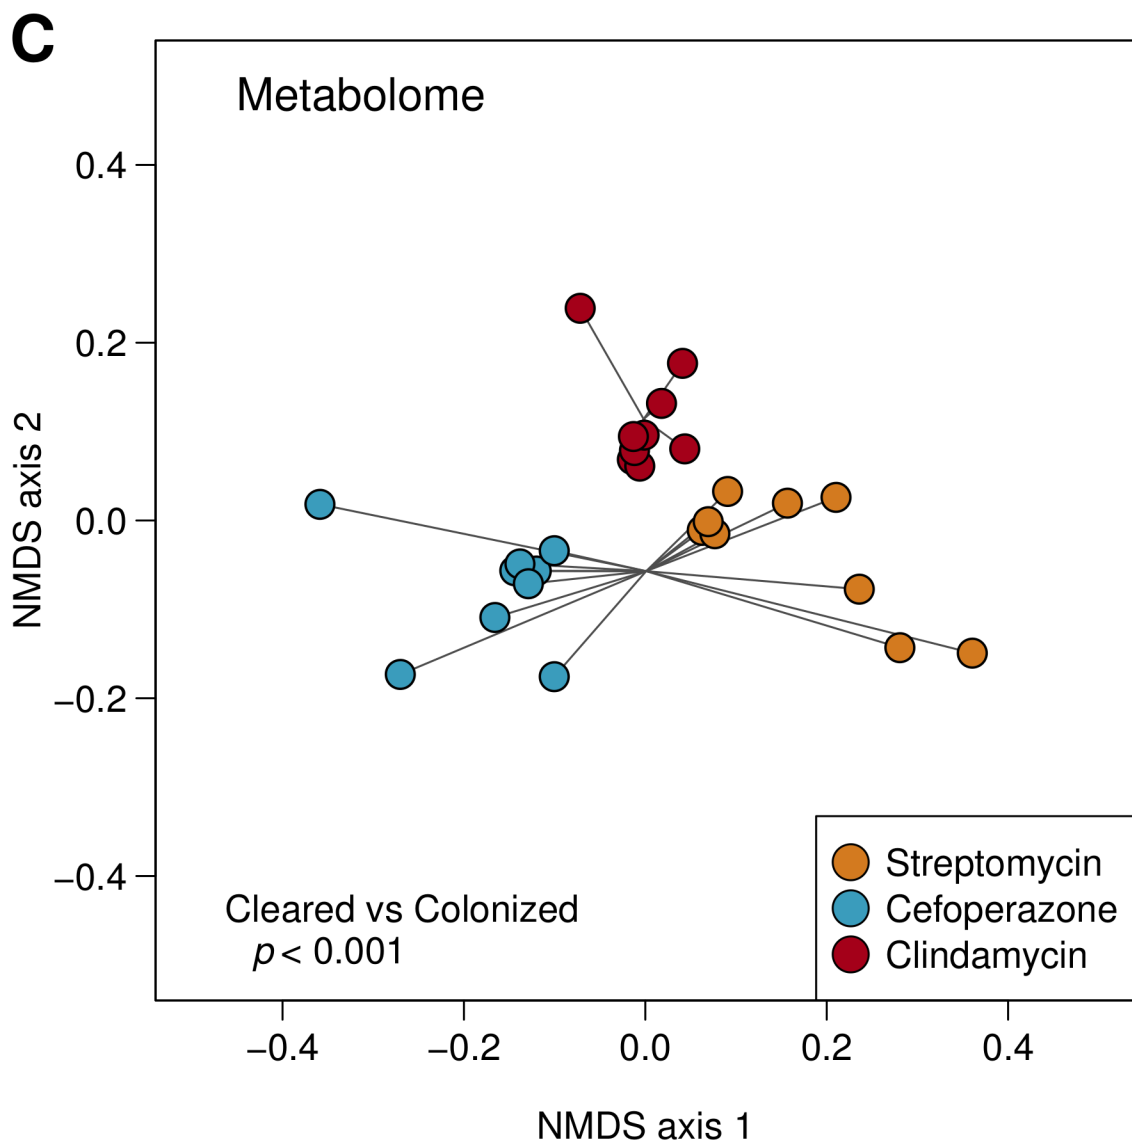 C
Metabolome
0.4
0.2
0.0
−0.2
−0.4
NMDS axis 2
Cleared vs Colonized
p < 0.001
Streptomycin
Cefoperazone
Clindamycin
−0.4 −0.2 0.0 0.2 0.4
NMDS axis 1